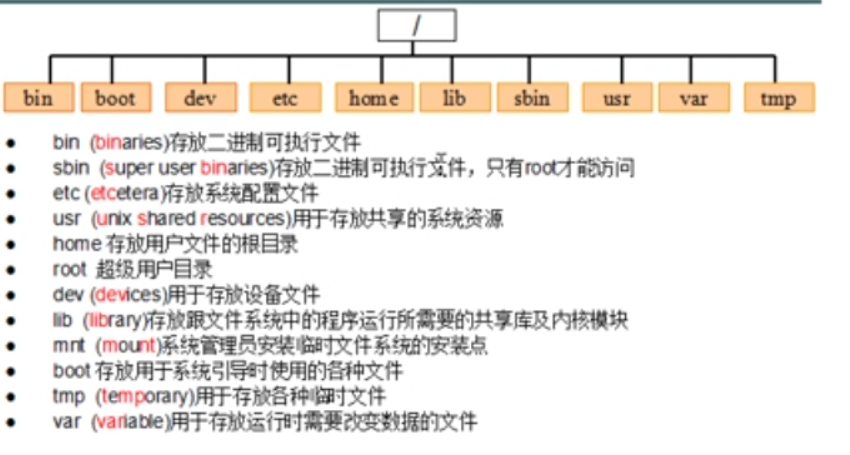 /
bin boot dev etc home lib sbin usr var tmp
• bin (binaries)存放二进制可执行文件
• sbin (super user binaries)存放二进制可执行文件，只有root才能访问
• etc (etcetera)存放系统配置文件
• usr (unix shared resources)用于存放共享的系统资源
• home 存放用户文件的根目录
• root 超级用户目录
• dev (devices)用于存放设备文件
• lib (library)存放跟文件系统中的程序运行所需要的共享库及内核模块
• mnt (mount)系统管理员安装临时文件系统的安装点
• boot 存放用于系统引导时使用的各种文件
• tmp (temporary)用于存放各种临时文件
• var (variable)用于存放运行时需要改变数据的文件